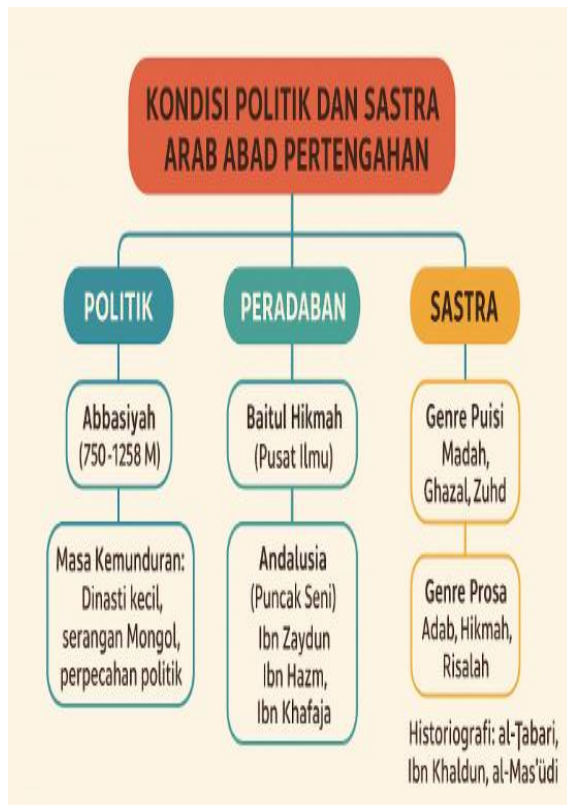 KONDISI POLITIK DAN SASTRA
ARAB ABAD PERTENGAHAN
POLITIK
Abbasiyah
(750-1258 M)
Masa Kemunduran:
Dinasti kecil,
serangan Mongol,
perpecahan politik
PERADABAN
Baitul Hikmah
(Pusat Ilmu)
Andalusia
(Puncak Seni)
Ibn Zaydun
Ibn Hazm,
Ibn Khafaja
SASTRA
Genre Puisi
Madah,
Ghazal, Zuhd
Genre Prosa
Adab, Hikmah,
Risalah
Historiografi: al-Ṭabari,
Ibn Khaldun, al-Mas'üdi